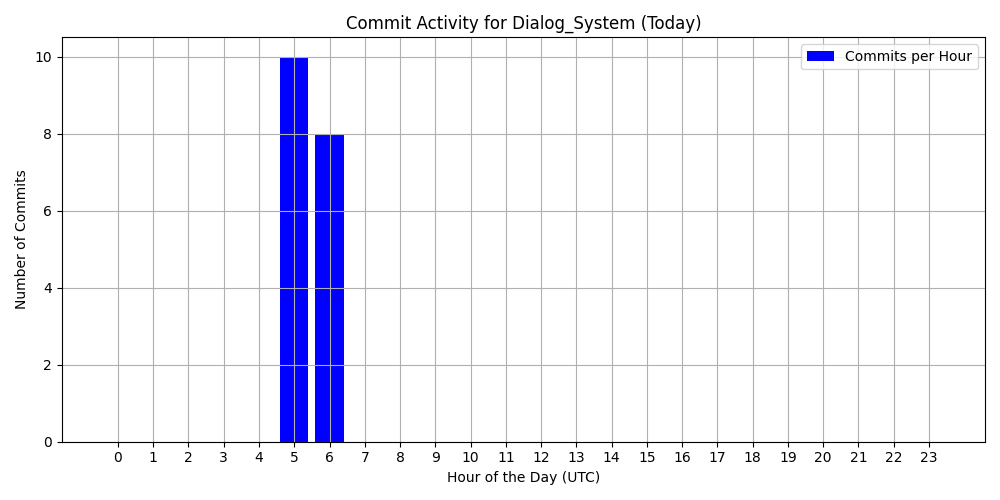 Commit Activity for Dialog_System (Today)
Commits per Hour
Number of Commits
10
8
6
4
2
0
0 1 2 3 4 5 6 7 8 9 10 11 12 13 14 15 16 17 18 19 20 21 22 23
Hour of the Day (UTC)